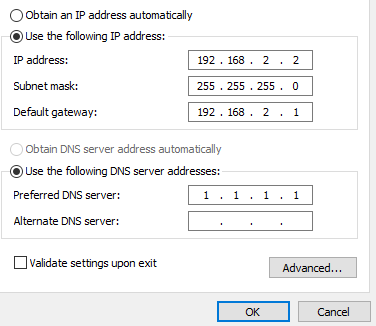 Obtain an IP address automatically
Use the following IP address:
IP address: 192 . 168 . 2 . 2
Subnet mask: 255 . 255 . 255 . 0
Default gateway: 192 . 168 . 2 . 1
Obtain DNS server address automatically
Use the following DNS server addresses:
Preferred DNS server: 1 . 1 . 1 . 1
Alternate DNS server: . . .
Validate settings upon exit
Advanced...
OK Cancel